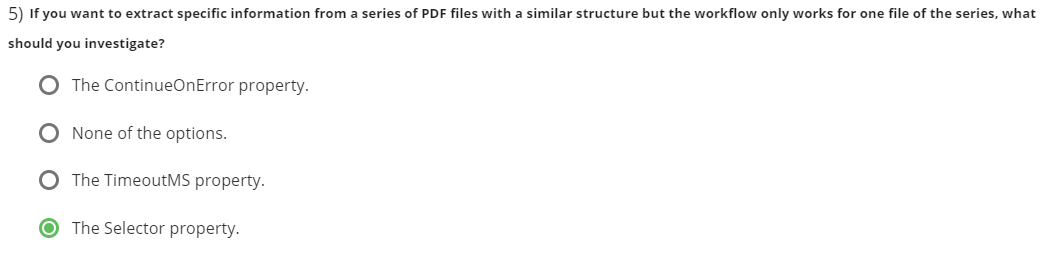 5) If you want to extract specific information from a series of PDF files with a similar structure but the workflow only works for one file of the series, what
should you investigate?
The ContinueOnError property.
None of the options.
The TimeoutMS property.
The Selector property.